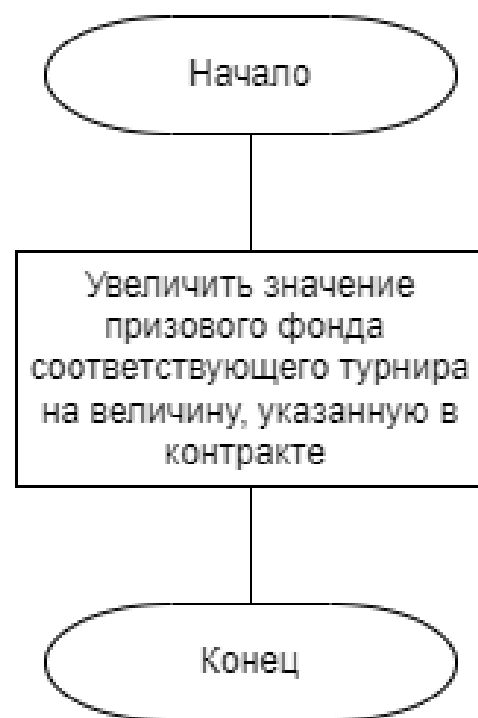 Начало
Увеличить значение
призового фонда
соответствующего турнира
на величину, указанную в
контракте
Конец